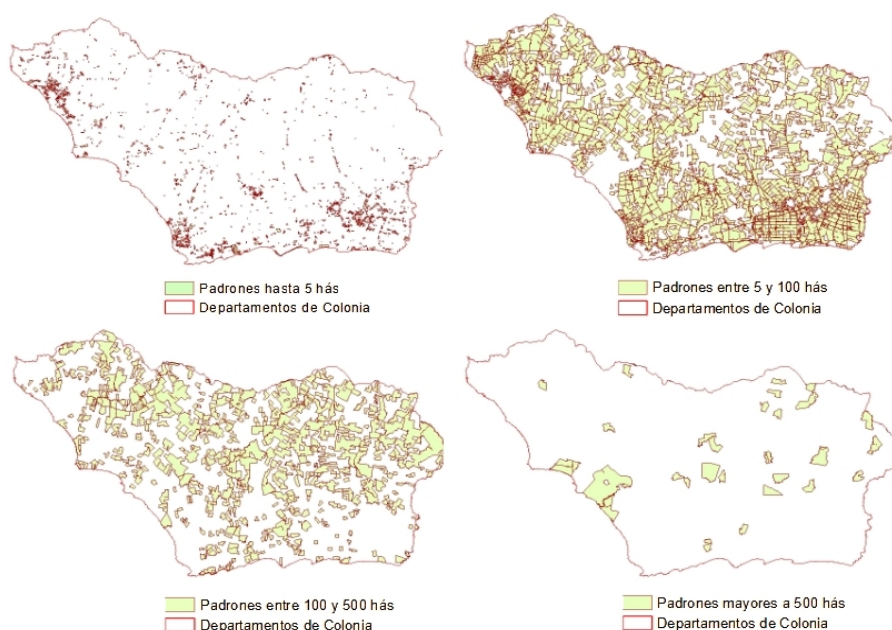 Padrones hasta 5 hás
Departamentos de Colonia
Padrones entre 5 y 100 hás
Departamentos de Colonia
Padrones entre 100 y 500 hás
Departamentos de Colonia
Padrones mayores a 500 hás
Departamentos de Colonia